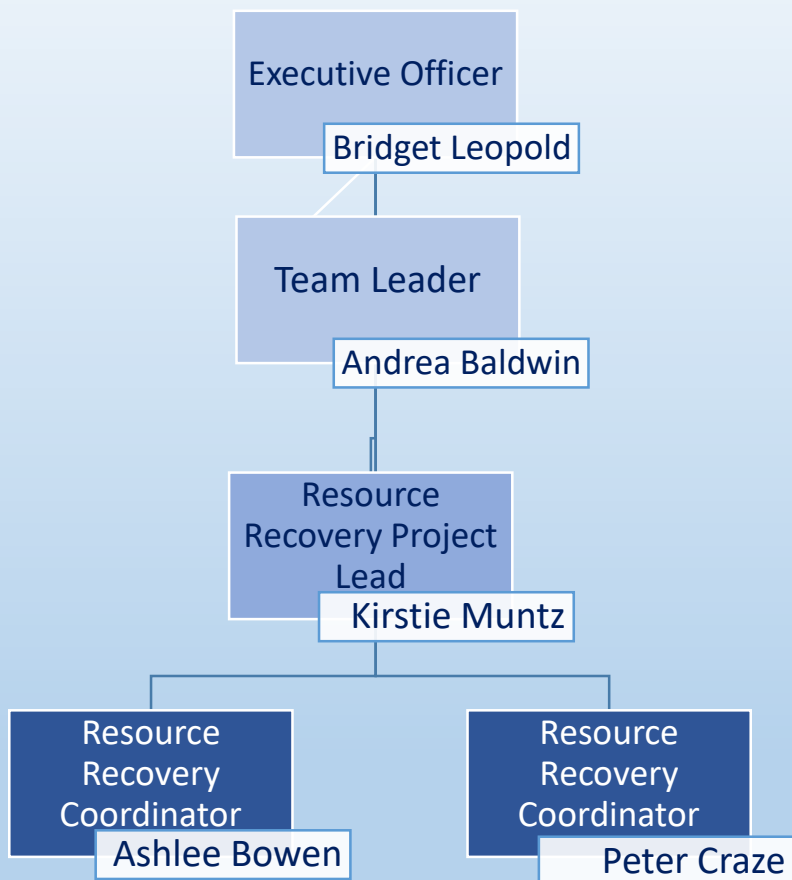 Executive Officer
Bridget Leopold
Team Leader
Andrea Baldwin
Resource
Recovery Project
Lead
Kirstie Muntz
Resource
Recovery
Coordinator
Ashlee Bowen
Resource
Recovery
Coordinator
Peter Craze